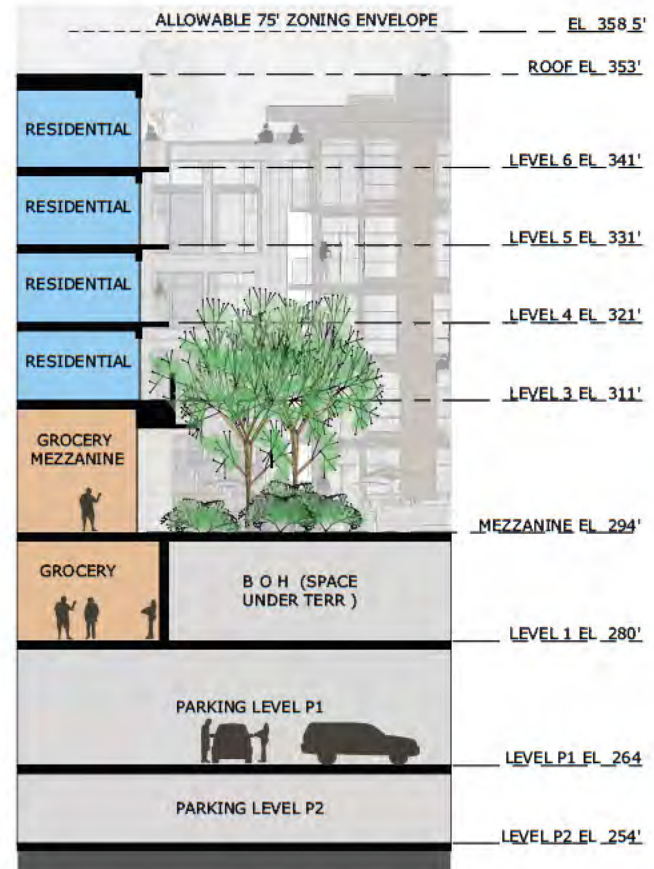 ALLOWABLE 75' ZONING ENVELOPE
EL 358 5'
ROOF EL 353'
RESIDENTIAL
LEVEL 6 EL 341'
RESIDENTIAL
LEVEL 5 EL 331'
RESIDENTIAL
LEVEL 4 EL 321'
RESIDENTIAL
LEVEL 3 EL 311'
GROCERY
MEZZANINE
MEZZANINE EL 294'
GROCERY
B O H (SPACE
UNDER TERR )
LEVEL 1 EL 280'
PARKING LEVEL P1
LEVEL P1 EL 264
PARKING LEVEL P2
LEVEL P2 EL 254'